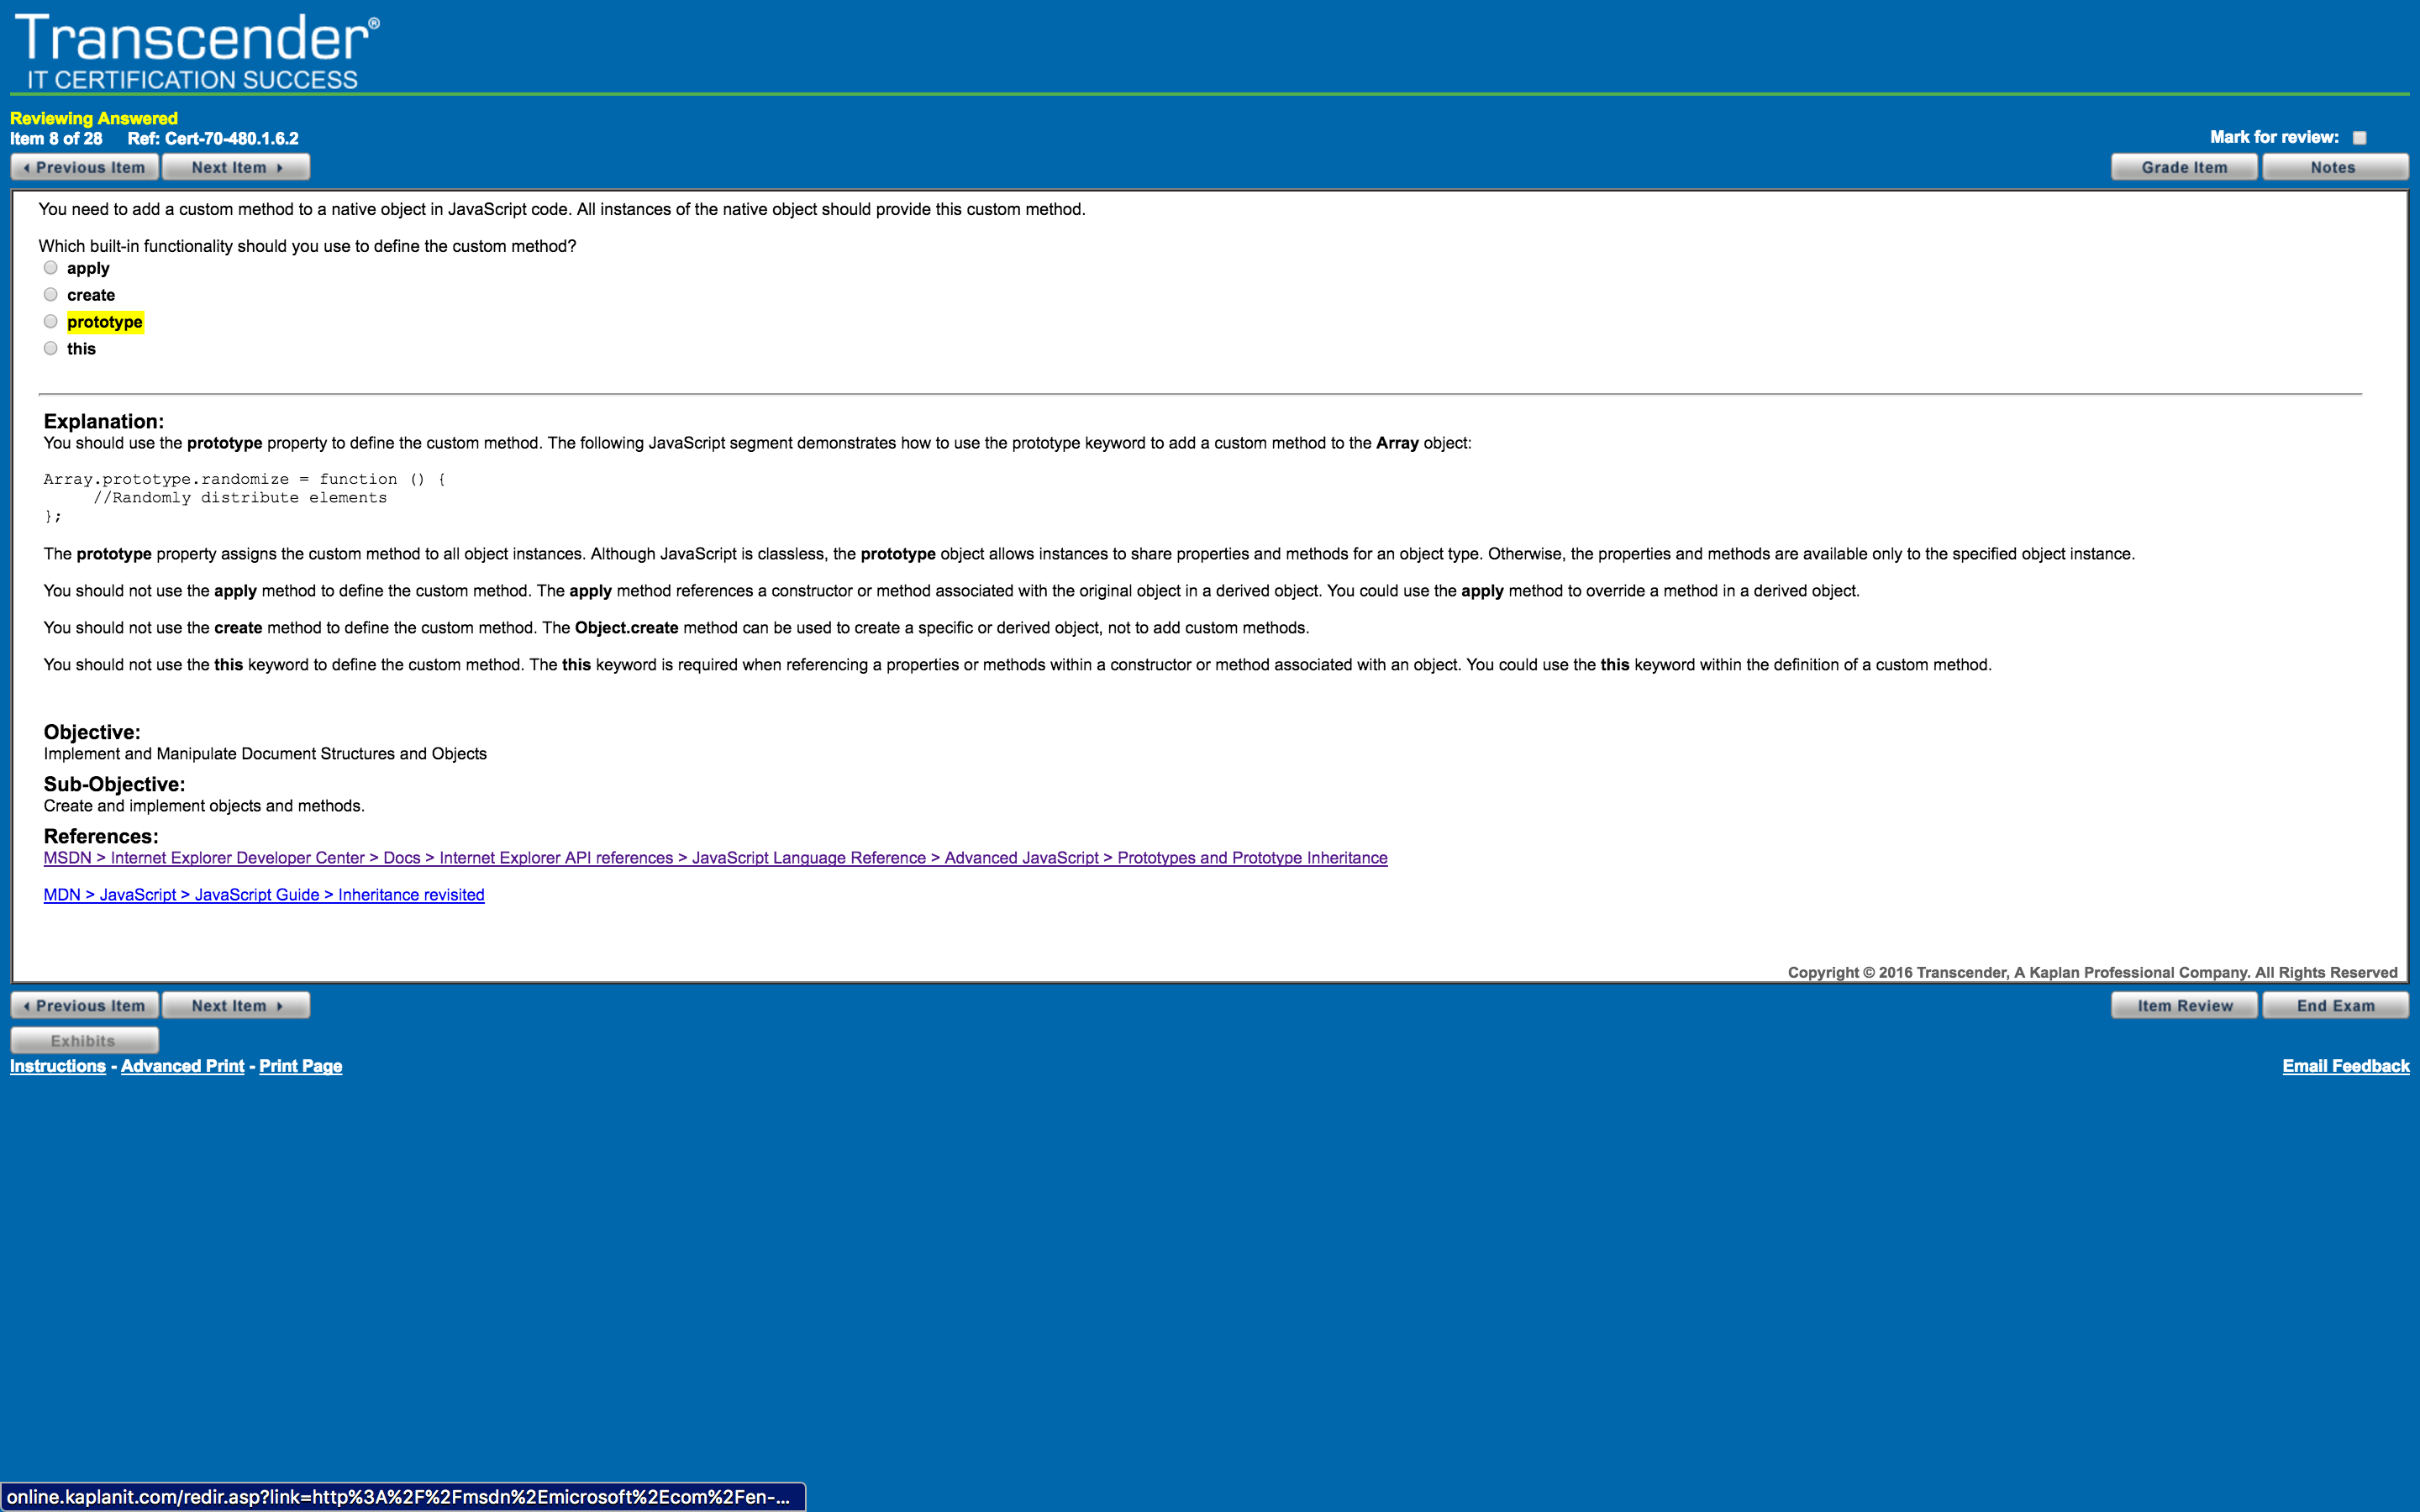 Transcender®
IT CERTIFICATION SUCCESS
Reviewing Answered
Item 8 of 28 Ref: Cert-70-480.1.6.2
Mark for review:
Previous Item Next Item Grade Item Notes
You need to add a custom method to a native object in JavaScript code. All instances of the native object should provide this custom method.
Which built-in functionality should you use to define the custom method?
apply
create
prototype
this
Explanation:
You should use the prototype property to define the custom method. The following JavaScript segment demonstrates how to use the prototype keyword to add a custom method to the Array object:
Array.prototype.randomize = function () {
//Randomly distribute elements
};
The prototype property assigns the custom method to all object instances. Although JavaScript is classless, the prototype object allows instances to share properties and methods for an object type. Otherwise, the properties and methods are available only to the specified object instance.
You should not use the apply method to define the custom method. The apply method references a constructor or method associated with the original object in a derived object. You could use the apply method to override a method in a derived object.
You should not use the create method to define the custom method. The Object.create method can be used to create a specific or derived object, not to add custom methods.
You should not use the this keyword to define the custom method. The this keyword is required when referencing a properties or methods within a constructor or method associated with an object. You could use the this keyword within the definition of a custom method.
Objective:
Implement and Manipulate Document Structures and Objects
Sub-Objective:
Create and implement objects and methods.
References:
MSDN > Internet Explorer Developer Center > Docs > Internet Explorer API references > JavaScript Language Reference > Advanced JavaScript > Prototypes and Prototype Inheritance
MDN > JavaScript > JavaScript Guide > Inheritance revisited
Copyright © 2016 Transcender, A Kaplan Professional Company. All Rights Reserved
Previous Item Next Item Item Review End Exam
Exhibits
Instructions - Advanced Print - Print Page Email Feedback
online.kaplanit.com/redir.asp?link=http%3A%2F%2Fmsdn%2Emicrosoft%2Ecom%2Fen-...